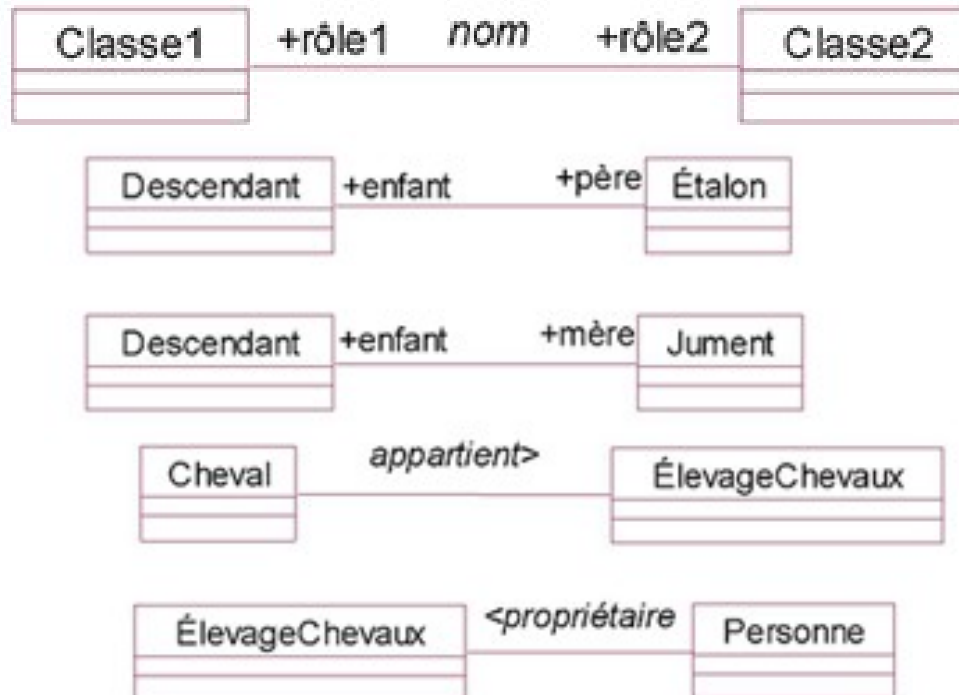 Classe1 +rôle1 nom +rôle2 Classe2
Descendant +enfant +père Étalon
Descendant +enfant +mère Jument
Cheval appartient> ÉlevageChevaux
ÉlevageChevaux <propriétaire Personne